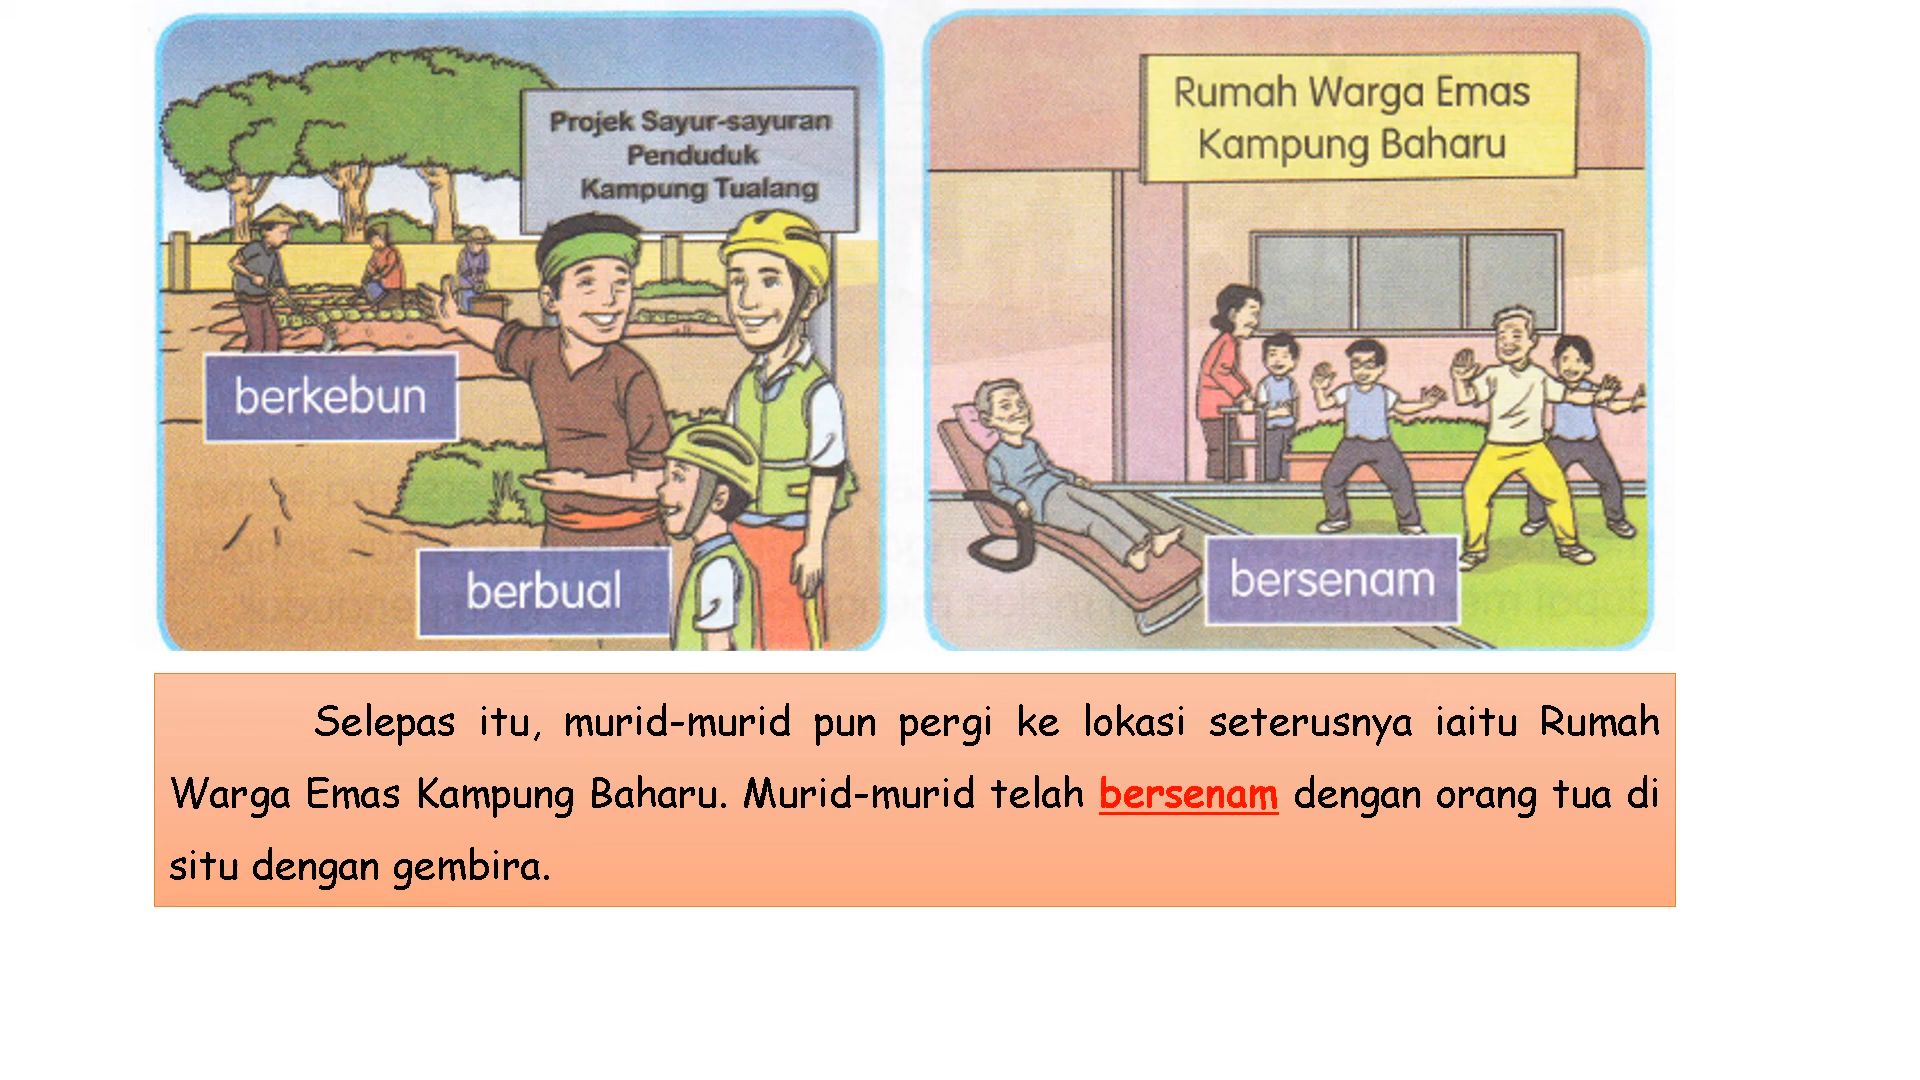 Projek Sayur-sayuran
Penduduk
Kampung Tualang
berkebun
berbual
Rumah Warga Emas
Kampung Baharu
bersenam
Selepas itu, murid-murid pun pergi ke lokasi seterusnya iaitu Rumah
Warga Emas Kampung Baharu. Murid-murid telah bersenam dengan orang tua di
situ dengan gembira.